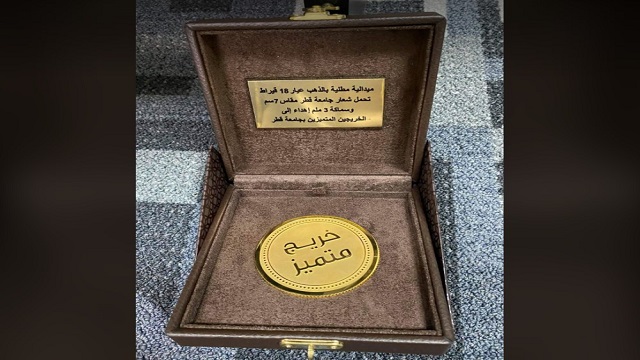 ميدالية مطلية بالذهب عيار 18 قيراط
تحمل شعار جامعة قطر مقاس 7سم
وسماكة 3 ملم إهداء إلى
الخريجين المتميزين بجامعة قطر
خريج
متميز